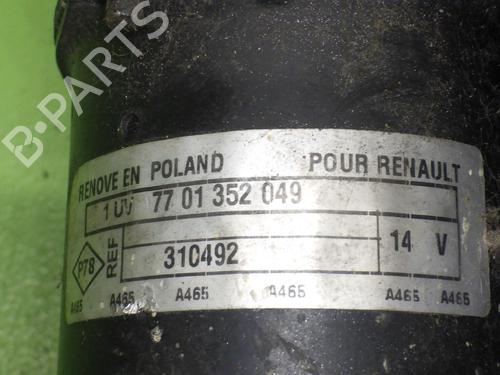 B-PARTS
RENOVE EN POLAND POUR RENAULT
1 UV 77 01 352 049
P78 REF 310492 14 V
A465 A465 A465 A465 A465 A465